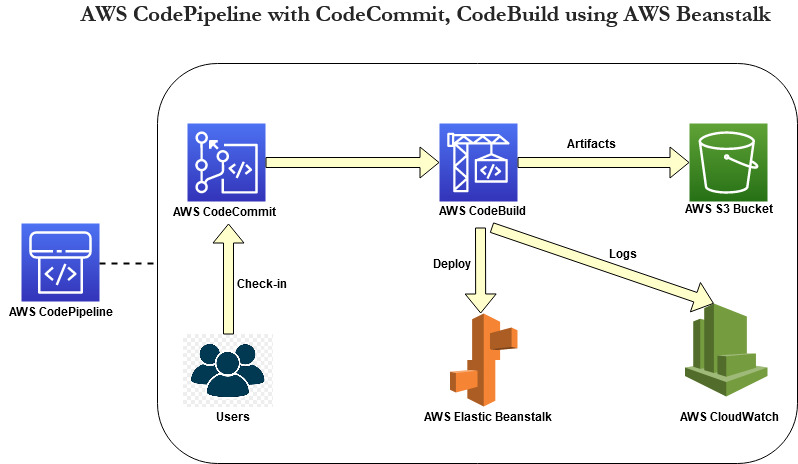 AWS CodePipeline with CodeCommit, CodeBuild using AWS Beanstalk
Artifacts
AWS CodeCommit
AWS CodeBuild
AWS S3 Bucket
Check-in
Deploy
Logs
AWS CodePipeline
Users
AWS Elastic Beanstalk
AWS CloudWatch